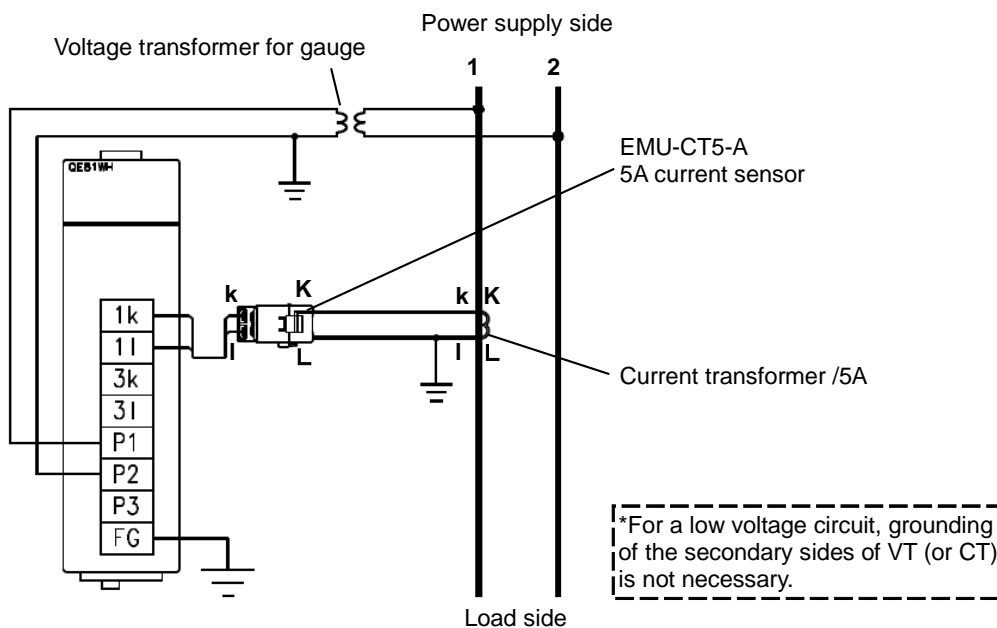 Power supply side
Voltage transformer for gauge
1 2
QE81WH
EMU-CT5-A
5A current sensor
k K
l L
k K
l L
1k
1l
3k
3l
P1
P2
P3
FG
Current transformer /5A
*For a low voltage circuit, grounding
of the secondary sides of VT (or CT)
is not necessary.
Load side